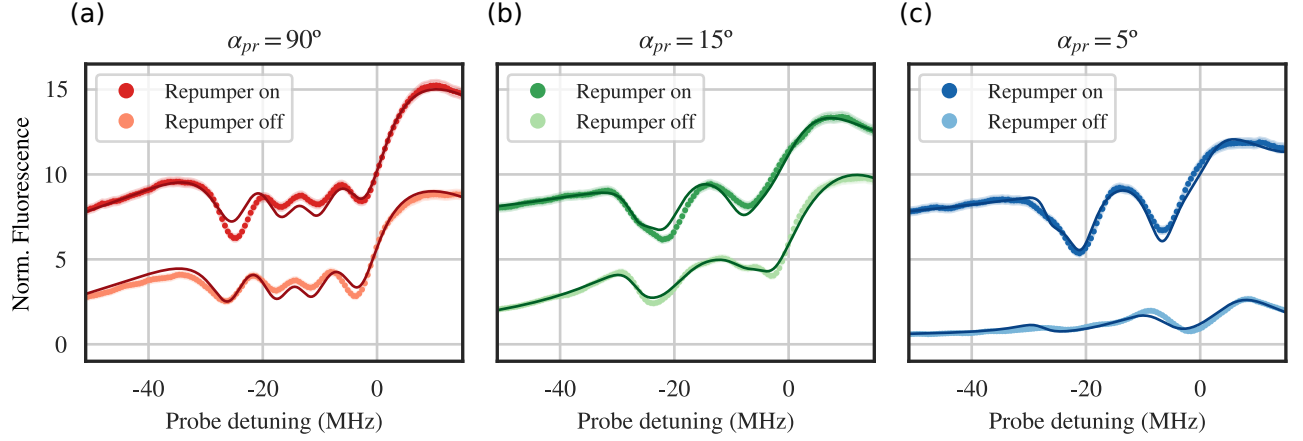 (a)
α_pr = 90º
Repumper on
Repumper off
Norm. Fluorescence
15
10
5
0
-40
-20
0
Probe detuning (MHz)
(b)
α_pr = 15º
Repumper on
Repumper off
-40
-20
0
Probe detuning (MHz)
(c)
α_pr = 5º
Repumper on
Repumper off
-40
-20
0
Probe detuning (MHz)